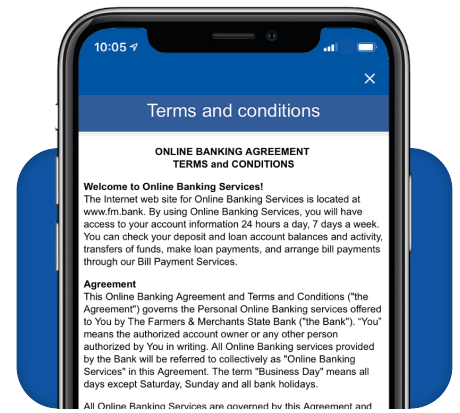 10:05
Terms and conditions
ONLINE BANKING AGREEMENT
TERMS and CONDITIONS
Welcome to Online Banking Services!
The Internet web site for Online Banking Services is located at
www.fm.bank. By using Online Banking Services, you will have
access to your account information 24 hours a day, 7 days a week.
You can check your deposit and loan account balances and activity,
transfers of funds, make loan payments, and arrange bill payments
through our Bill Payment Services.
Agreement
This Online Banking Agreement and Terms and Conditions ("the
Agreement") governs the Personal Online Banking services offered
to You by The Farmers & Merchants State Bank ("the Bank"). “You”
means the authorized account owner or any other person
authorized by You in writing. All Online Banking services provided
by the Bank will be referred to collectively as "Online Banking
Services" in this Agreement. The term "Business Day" means all
days except Saturday, Sunday and all bank holidays.
All Online Banking Services are governed by this Agreement and